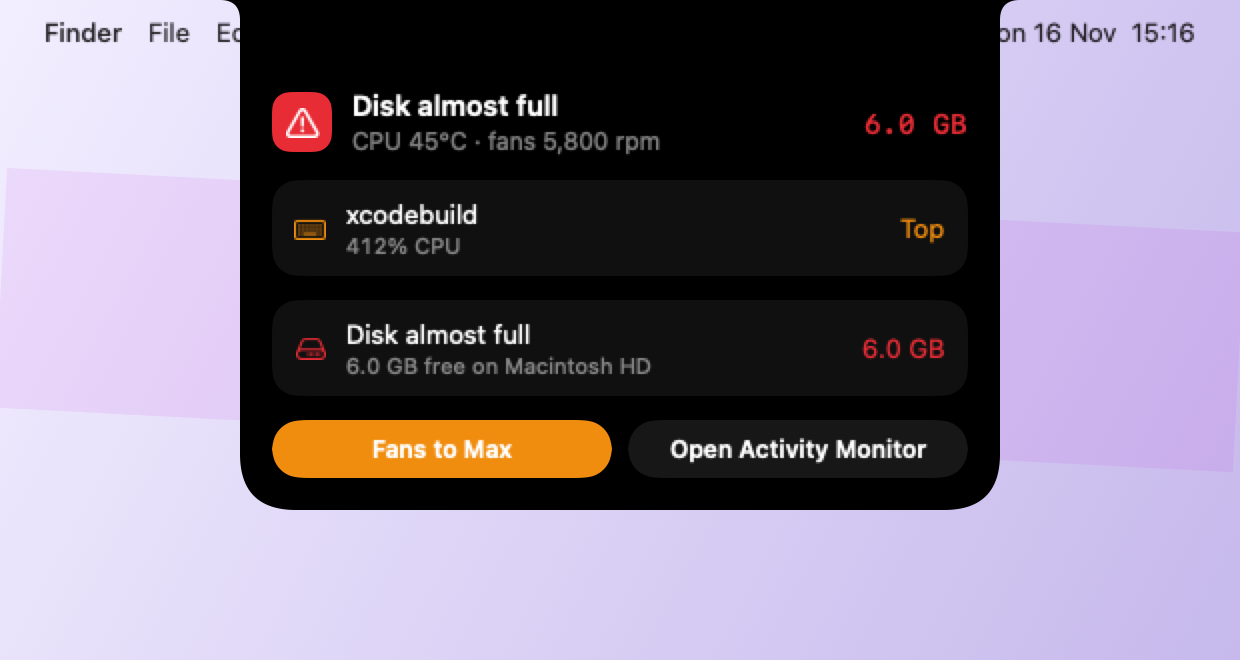 Finder File
16 Nov 15:16
Disk almost full
CPU 45°C · fans 5,800 rpm
6.0 GB
xcodebuild
412% CPU
Top
Disk almost full
6.0 GB free on Macintosh HD
6.0 GB
Fans to Max
Open Activity Monitor